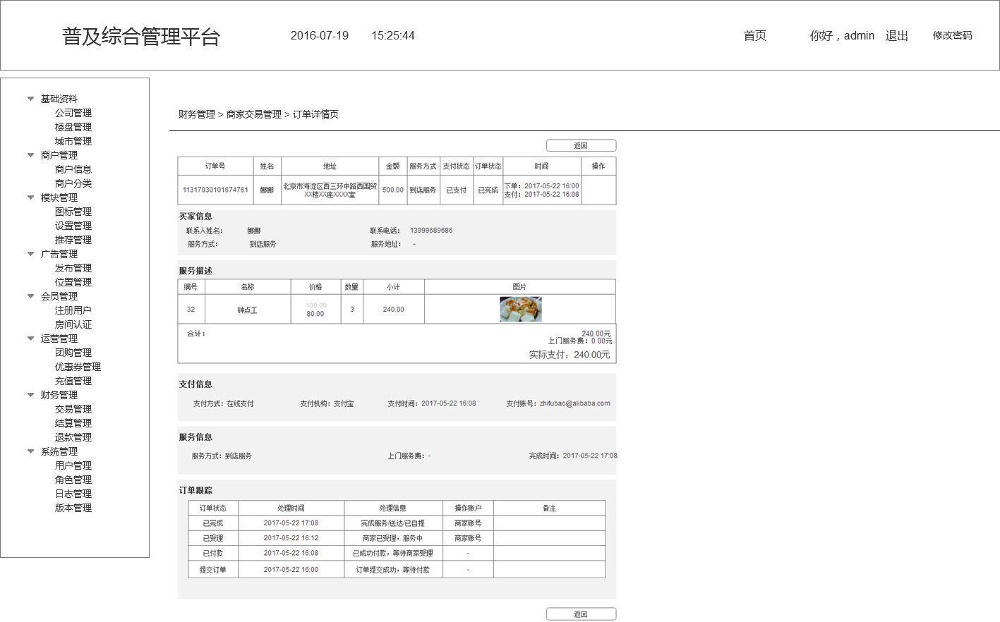 普及综合管理平台 2016-07-19 15:25:44 首页 你好，admin 退出 修改密码
基础资料
公司管理
楼盘管理
城市管理
商户管理
商户信息
商户分类
模块管理
图标管理
设置管理
推荐管理
广告管理
发布管理
位置管理
会员管理
注册用户
房间认证
运营管理
团购管理
优惠券管理
充值管理
财务管理
交易管理
结算管理
退款管理
系统管理
用户管理
角色管理
日志管理
版本管理
财务管理 > 商家交易管理 > 订单详情页
返回
订单号 姓名 地址 金额 服务方式 支付状态 订单状态 时间 操作
11317030101674761 娜娜 北京市海淀区西三环中路西国贸XX楼XX座XXXX室 500.00 到店服务 已支付 已完成 下单：2017-05-22 16:00 支付：2017-05-22 16:08
买家信息
联系人姓名： 娜娜 联系电话： 13999689686
服务方式： 到店服务 服务地址： -
服务描述
编号 名称 价格 数量 小计 图片
32 钟点工 100.00 80.00 3 240.00
合计： 240.00元
上门服务费：0.00元
实际支付：240.00元
支付信息
支付方式：在线支付 支付机构：支付宝 支付时间：2017-05-22 16:08 支付账号：zhifubao@alibaba.com
服务信息
服务方式：到店服务 上门服务费：- 完成时间：2017-05-22 17:08
订单跟踪
订单状态 处理时间 处理信息 操作账户 备注
已完成 2017-05-22 17:08 完成服务/送达/已自提 商家账号
已受理 2017-05-22 16:12 商家已受理，服务中 商家账号
已付款 2017-05-22 16:08 已成功付款，等待商家受理 -
提交订单 2017-05-22 16:00 订单提交成功，等待付款 -
返回